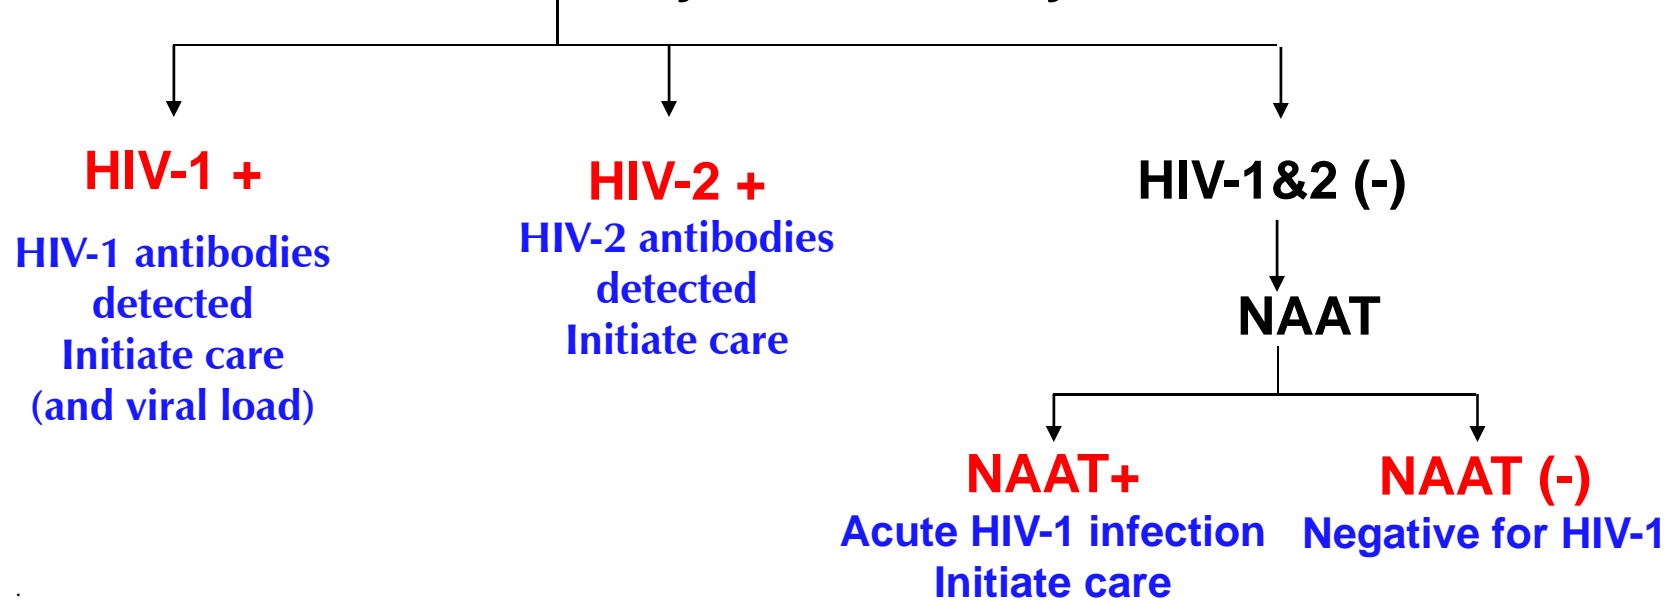 HIV-1 +
HIV-1 antibodies
detected
Initiate care
(and viral load)
HIV-2 +
HIV-2 antibodies
detected
Initiate care
HIV-1&2 (-)
NAAT
NAAT+
Acute HIV-1 infection
Initiate care
NAAT (-)
Negative for HIV-1
.